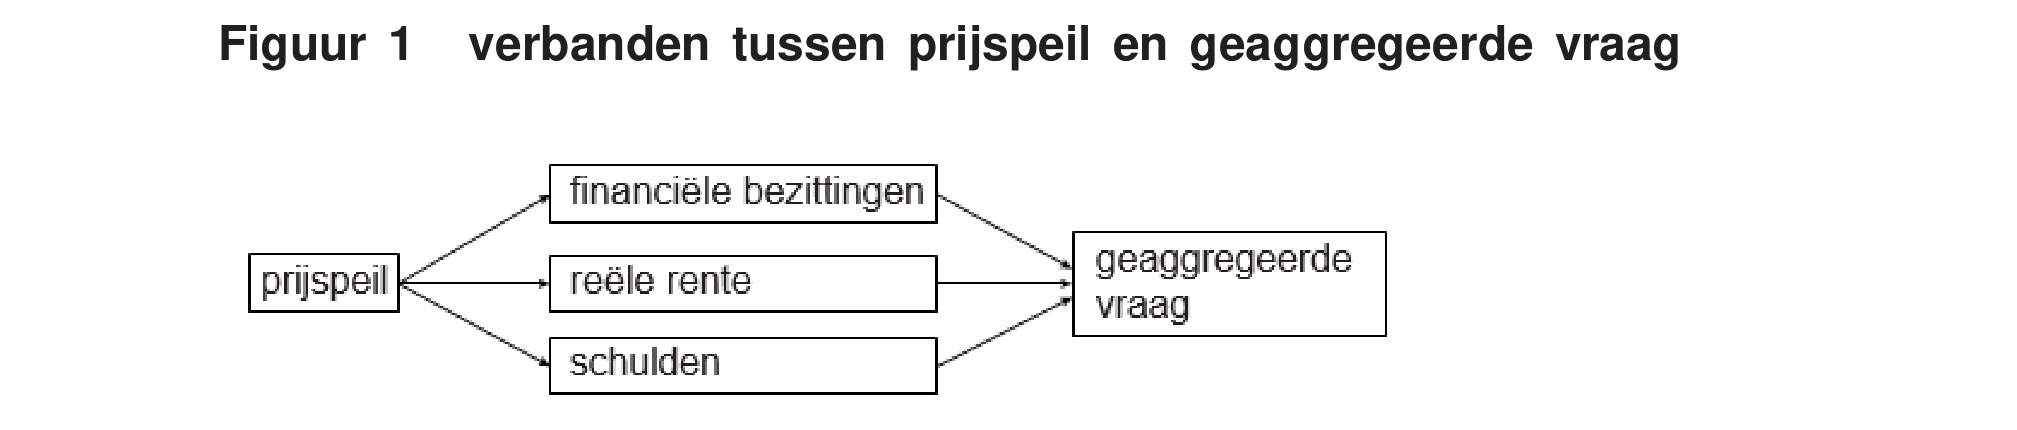 Figuur 1 verbanden tussen prijspeil en geaggregeerde vraag
financiële bezittingen
prijspeil
reële rente
schulden
geaggregeerde
vraag